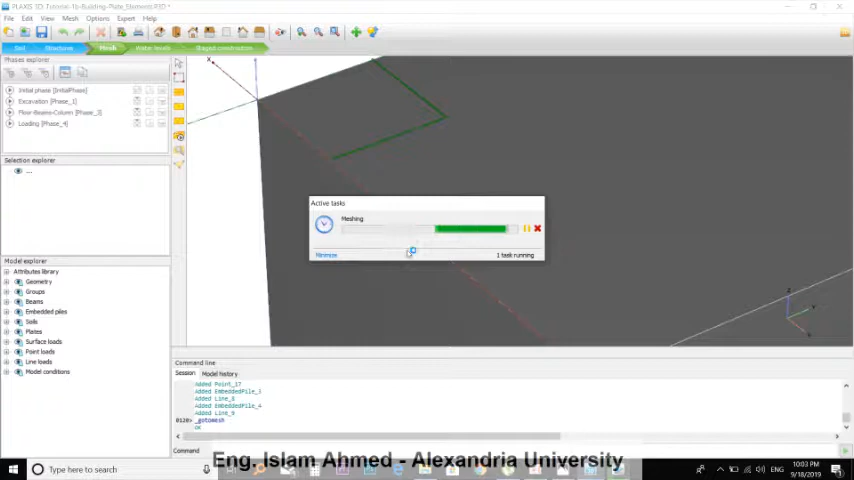 PLAXIS 3D Tutorial-1b-Building-Plate_Elements.P3D *
File Edit View Mesh Options Expert Help
Soil Structures Mesh Water levels Staged construction
Phases explorer
Initial phase [InitialPhase]
Excavation [Phase_1]
Floor-Beams-Column [Phase_2]
Loading [Phase_4]
Selection explorer
...
Model explorer
Attributes library
Geometry
Groups
Beams
Embedded piles
Soils
Plates
Surface loads
Point loads
Line loads
Model conditions
Active tasks
Meshing
Minimize
1 task running
Command line
Session Model history
Added Point_17
Added EmbeddedPile_3
Added Line_8
Added EmbeddedPile_4
Added Line_9
0120> _gotomesh
OK
Command
Eng. Islam Ahmed - Alexandria University
Type here to search
10:03 PM
9/18/2019